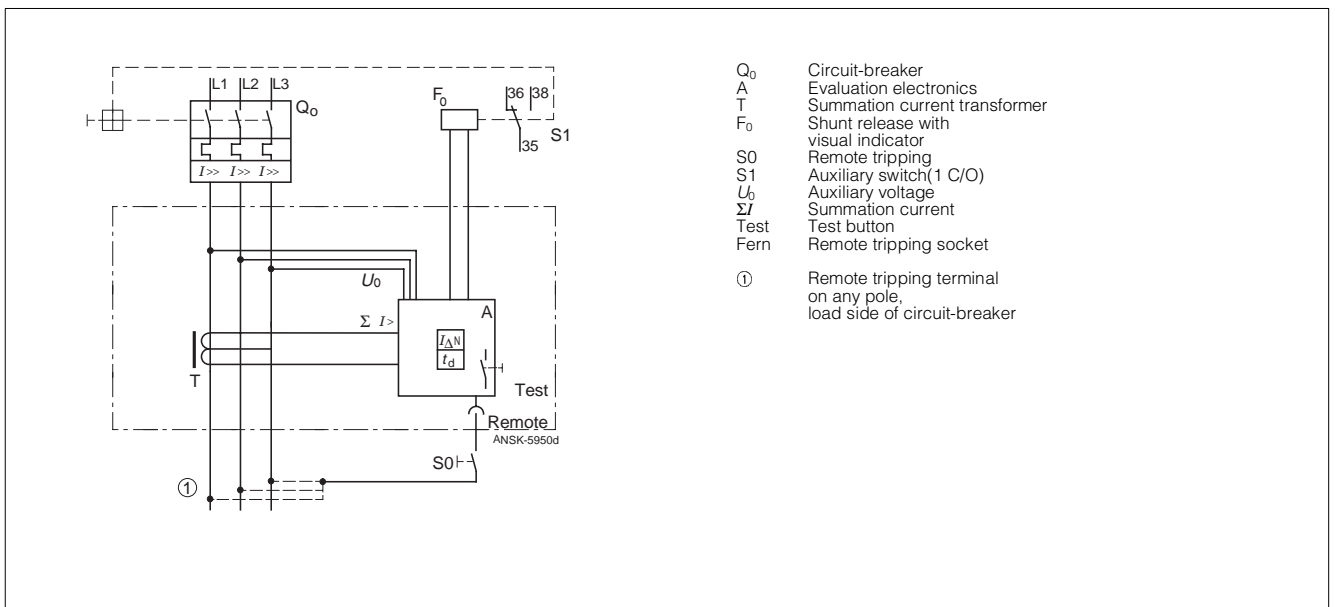 L1 L2 L3
Q₀
F₀
36 38
35
S1
I>> I>> I>>
U₀
Σ I>
A
IΔN
td
T
Test
Remote
ANSK-5950d
S0
①
Q₀ Circuit-breaker
A Evaluation electronics
T Summation current transformer
F₀ Shunt release with
visual indicator
S0 Remote tripping
S1 Auxiliary switch(1 C/O)
U₀ Auxiliary voltage
ΣI Summation current
Test Test button
Fern Remote tripping socket
① Remote tripping terminal
on any pole,
load side of circuit-breaker